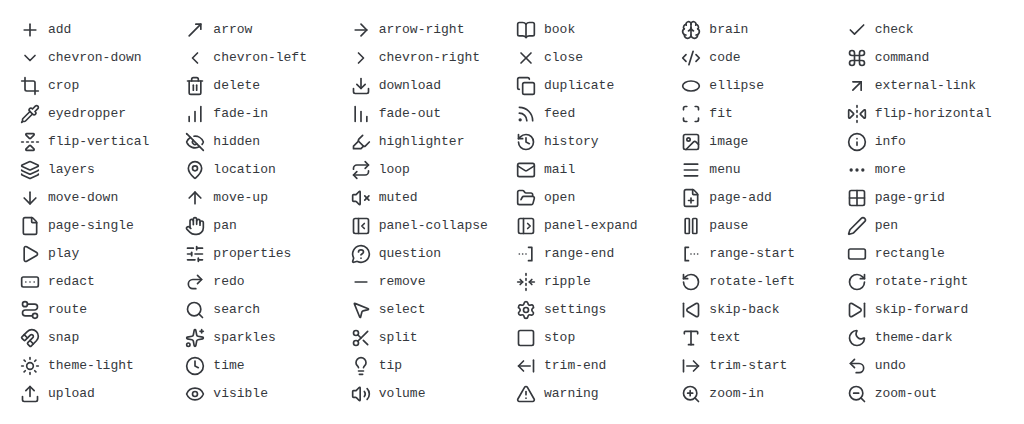 add arrow arrow-right book brain check
chevron-down chevron-left chevron-right close code command
crop delete download duplicate ellipse external-link
eyedropper fade-in fade-out feed fit flip-horizontal
flip-vertical hidden highlighter history image info
layers location loop mail menu more
move-down move-up muted open page-add page-grid
page-single pan panel-collapse panel-expand pause pen
play properties question range-end range-start rectangle
redact redo remove ripple rotate-left rotate-right
route search select settings skip-back skip-forward
snap sparkles split stop text theme-dark
theme-light time tip trim-end trim-start undo
upload visible volume warning zoom-in zoom-out